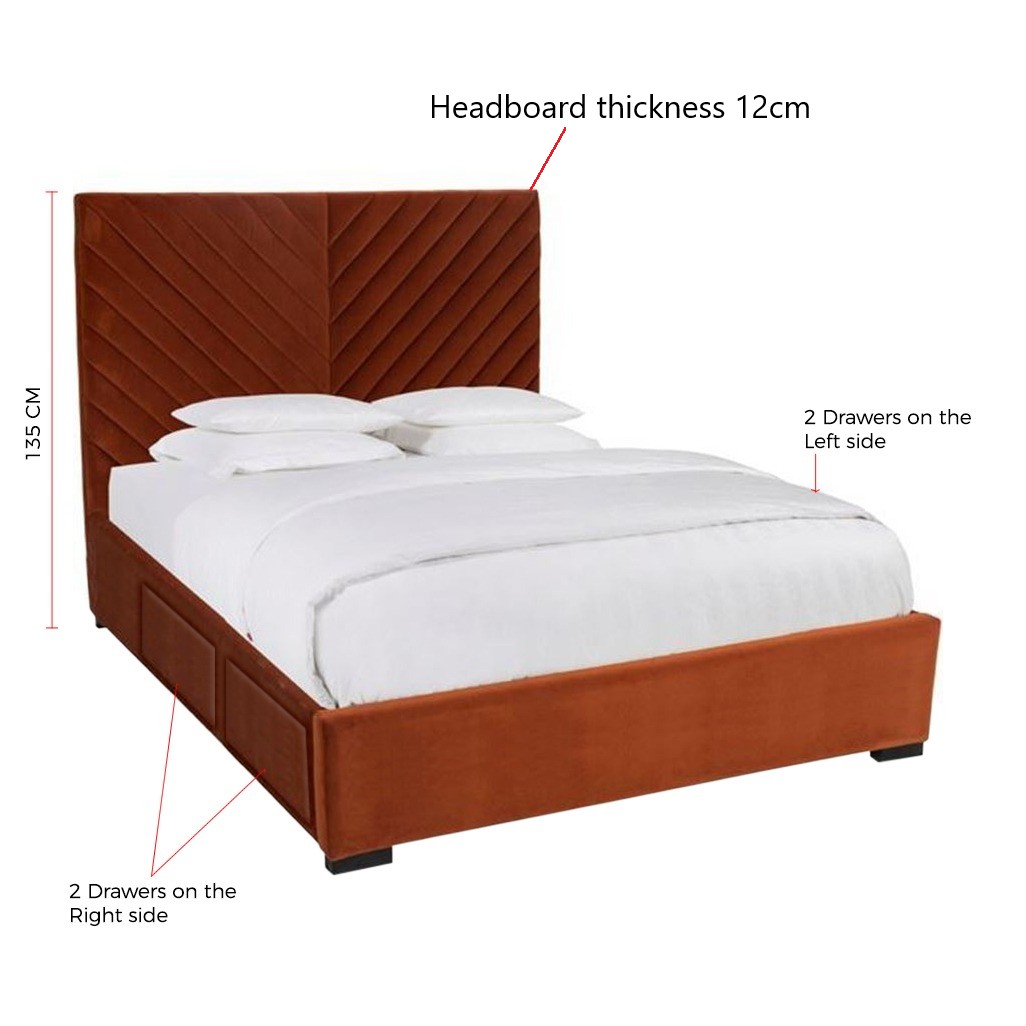 Headboard thickness 12cm
135 CM
2 Drawers on the
Left side
2 Drawers on the
Right side